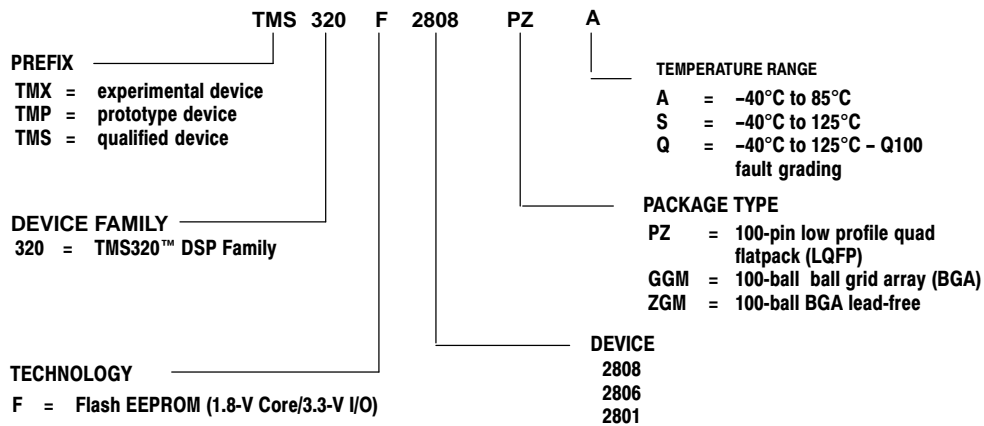 TMS 320 F 2808 PZ A
PREFIX
TMX = experimental device
TMP = prototype device
TMS = qualified device
TEMPERATURE RANGE
A = −40°C to 85°C
S = −40°C to 125°C
Q = −40°C to 125°C − Q100
fault grading
DEVICE FAMILY
320 = TMS320™ DSP Family
PACKAGE TYPE
PZ = 100-pin low profile quad
flatpack (LQFP)
GGM = 100-ball ball grid array (BGA)
ZGM = 100-ball BGA lead-free
TECHNOLOGY
F = Flash EEPROM (1.8-V Core/3.3-V I/O)
DEVICE
2808
2806
2801